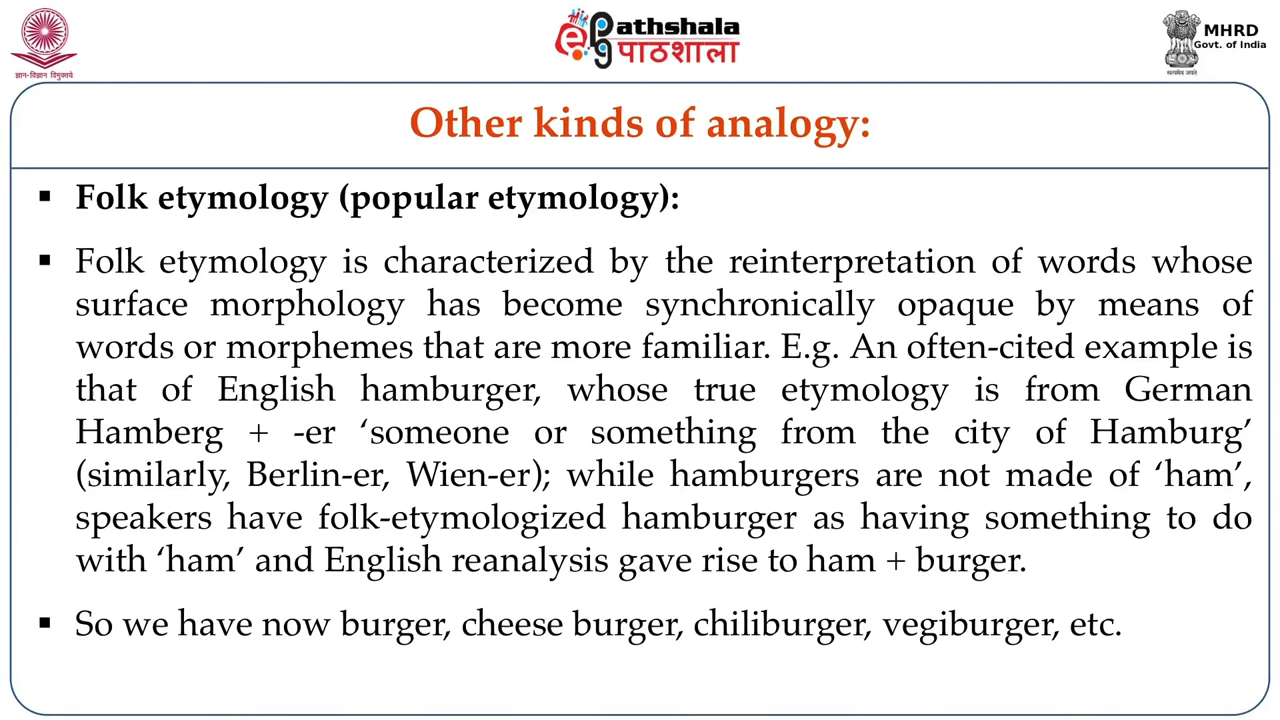 ज्ञान-विज्ञान विमुक्तये
ePg Pathshala
पाठशाला
MHRD
Govt. of India
सत्यमेव जयते
Other kinds of analogy:
▪ Folk etymology (popular etymology):
▪ Folk etymology is characterized by the reinterpretation of words whose
surface morphology has become synchronically opaque by means of
words or morphemes that are more familiar. E.g. An often-cited example is
that of English hamburger, whose true etymology is from German
Hamberg + -er ‘someone or something from the city of Hamburg’
(similarly, Berlin-er, Wien-er); while hamburgers are not made of ‘ham’,
speakers have folk-etymologized hamburger as having something to do
with ‘ham’ and English reanalysis gave rise to ham + burger.
▪ So we have now burger, cheese burger, chiliburger, vegiburger, etc.